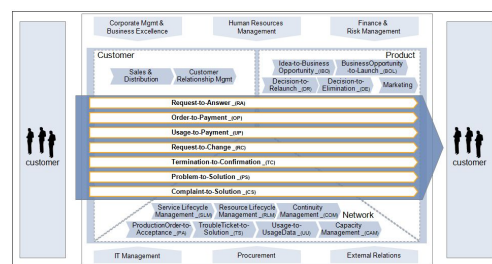 Corporate Mgmt &
Business Excellence
Human Resources
Management
Finance &
Risk Management
Customer
Product
Sales &
Distribution
Customer
Relationship Mgmt
Idea-to-Business
Opportunity _(IBO)
BusinessOpportunity
-to-Launch _(BOL)
Decision-to-
Relaunch _(DR)
Decision-to-
Elimination _(DE)
Marketing
Request-to-Answer _(RA)
Order-to-Payment _(OP)
Usage-to-Payment _(UP)
Request-to-Change _(RC)
Termination-to-Confirmation _(TC)
Problem-to-Solution _(PS)
Complaint-to-Solution _(CS)
customer
customer
Service Lifecycle
Management _(SLM)
Resource Lifecycle
Management _(RLM)
Continuity
Management _(COM)
Network
ProductionOrder-to-
Acceptance _(PA)
TroubleTicket-to-
Solution _(TS)
Usage-to-
UsageData _(UU)
Capacity
Management _(CAM)
IT Management
Procurement
External Relations